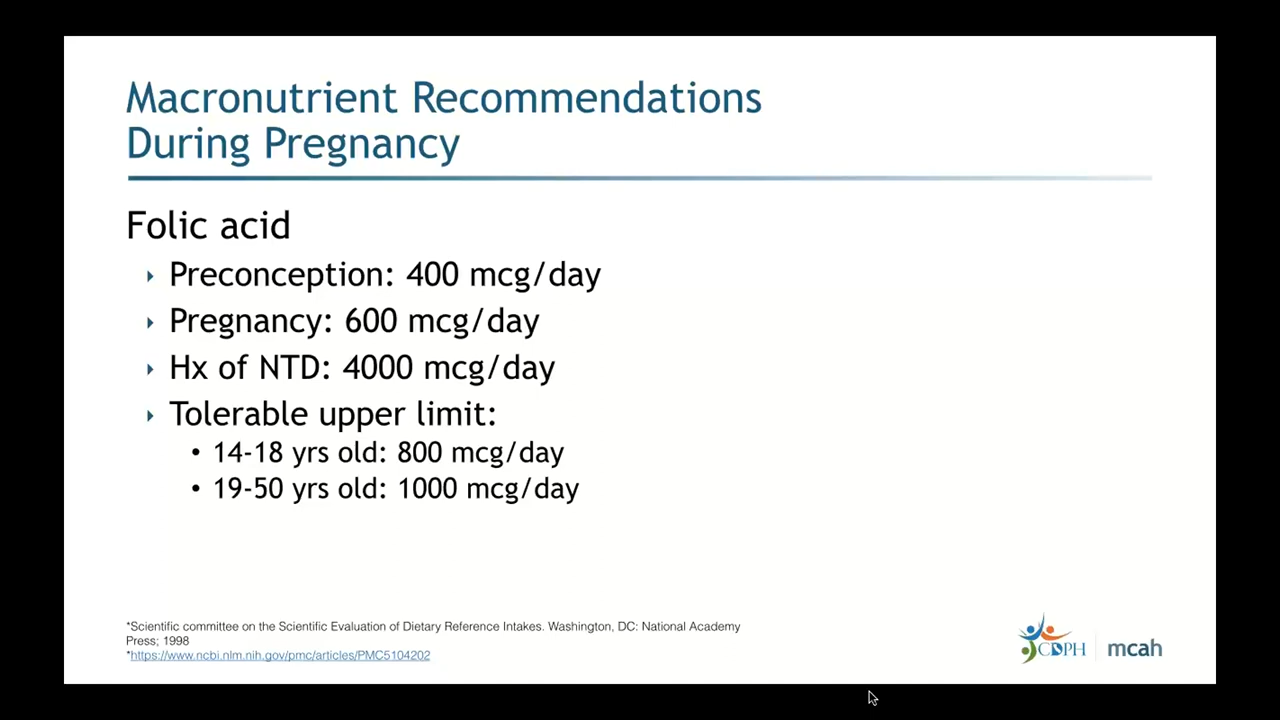 Macronutrient Recommendations
During Pregnancy
Folic acid
Preconception: 400 mcg/day
Pregnancy: 600 mcg/day
Hx of NTD: 4000 mcg/day
Tolerable upper limit:
• 14-18 yrs old: 800 mcg/day
• 19-50 yrs old: 1000 mcg/day
*Scientific committee on the Scientific Evaluation of Dietary Reference Intakes. Washington, DC: National Academy
Press; 1998
*https://www.ncbi.nlm.nih.gov/pmc/articles/PMC5104202
CDPH mcah